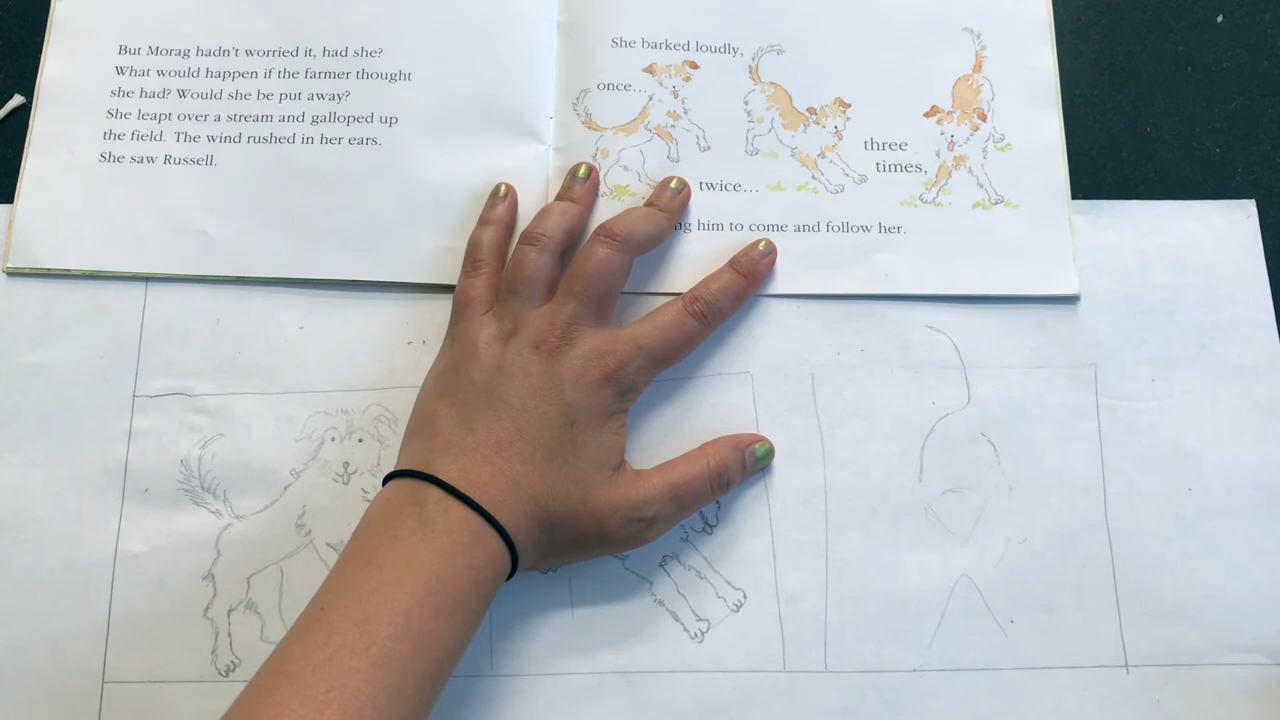 But Morag hadn't worried it, had she?
What would happen if the farmer thought
she had? Would she be put away?
She leapt over a stream and galloped up
the field. The wind rushed in her ears.
She saw Russell.
She barked loudly,
once...
twice...
three
times,
him to come and follow her.